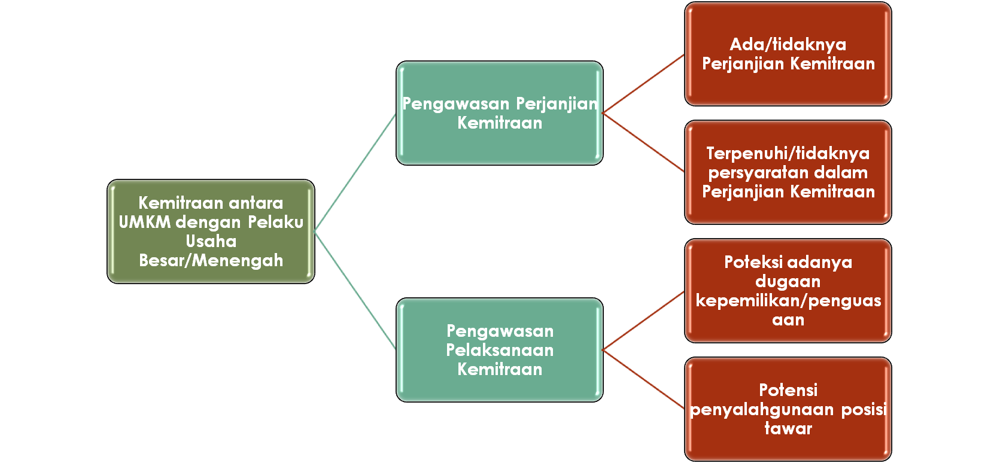 Kemitraan antara
UMKM dengan Pelaku
Usaha
Besar/Menengah
Pengawasan Perjanjian
Kemitraan
Ada/tidaknya
Perjanjian Kemitraan
Terpenuhi/tidaknya
persyaratan dalam
Perjanjian Kemitraan
Pengawasan
Pelaksanaan
Kemitraan
Poteksi adanya
dugaan
kepemilikan/penguas
aan
Potensi
penyalahgunaan posisi
tawar